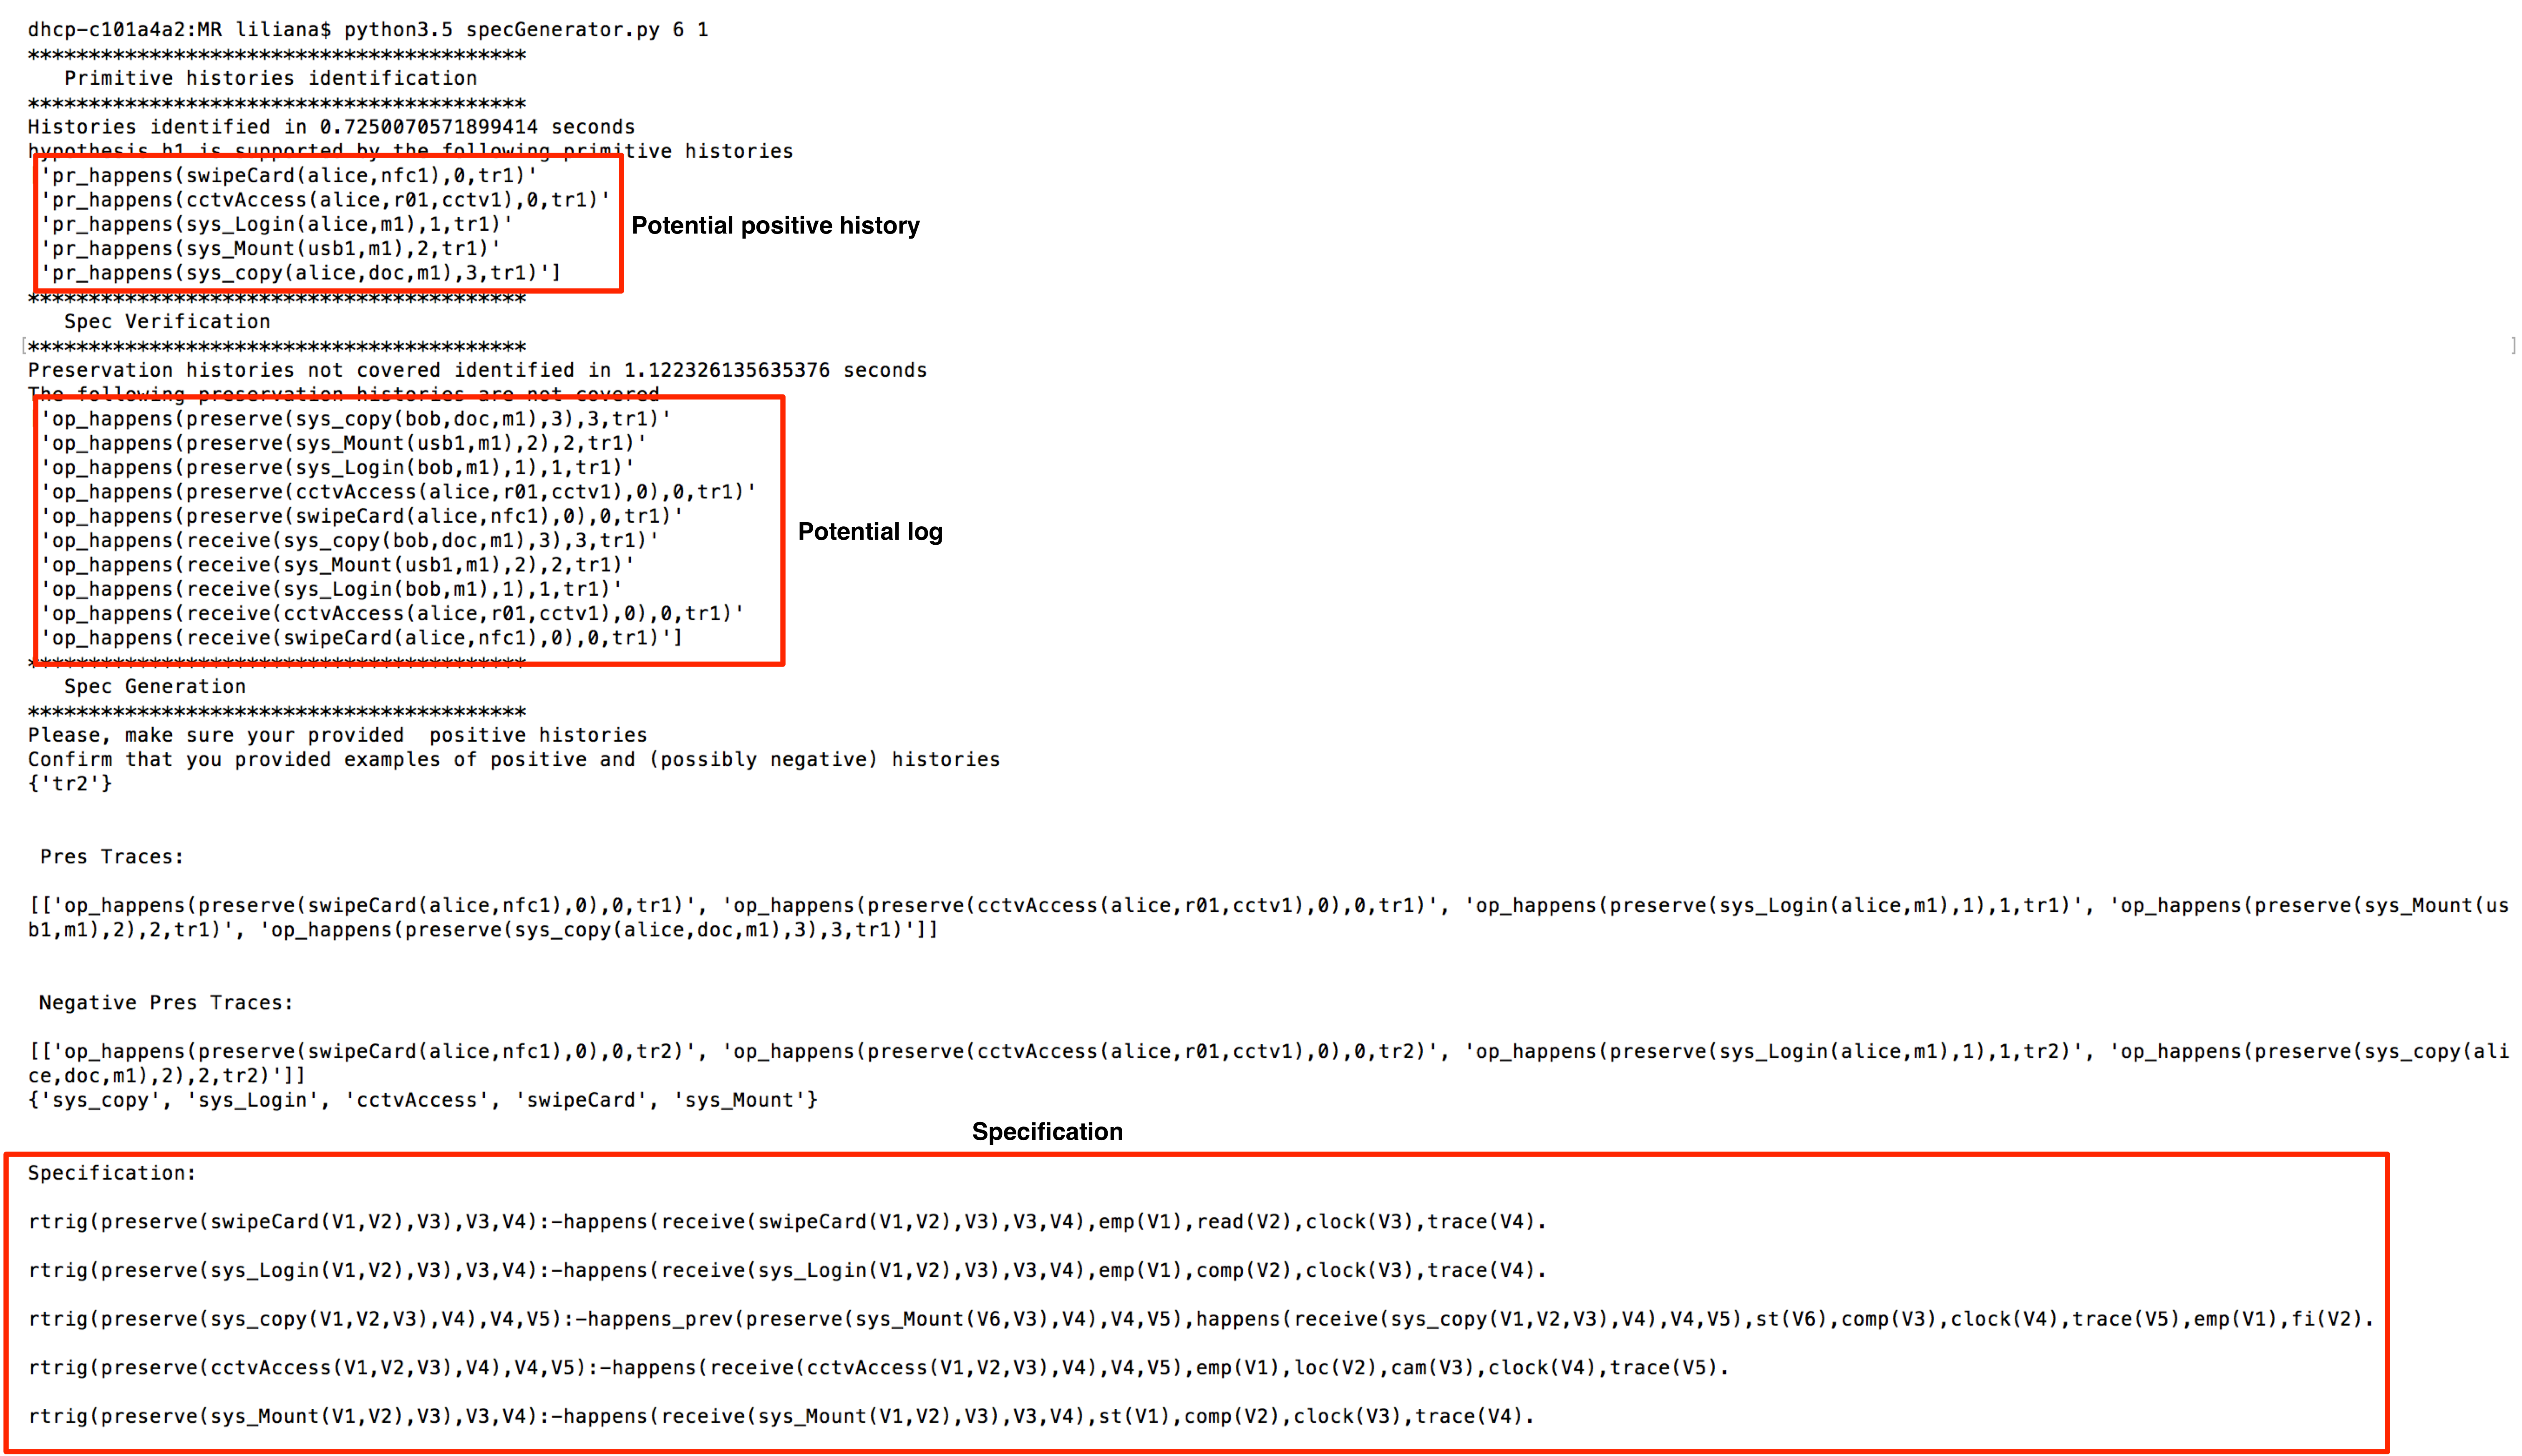 dhcp-c101a4a2:MR liliana$ python3.5 specGenerator.py 6 1
*****************************************
Primitive histories identification
*****************************************
Histories identified in 0.7250070571899414 seconds
hypothesis h1 is supported by the following primitive histories
'pr_happens(swipeCard(alice,nfc1),0,tr1)'
'pr_happens(cctvAccess(alice,r01,cctv1),0,tr1)'
'pr_happens(sys_Login(alice,m1),1,tr1)'
Potential positive history
'pr_happens(sys_Mount(usb1,m1),2,tr1)'
'pr_happens(sys_copy(alice,doc,m1),3,tr1)']
*****************************************
Spec Verification
[*****************************************]
Preservation histories not covered identified in 1.122326135635376 seconds
The following preservation histories are not covered
'op_happens(preserve(sys_copy(bob,doc,m1),3),3,tr1)'
'op_happens(preserve(sys_Mount(usb1,m1),2),2,tr1)'
'op_happens(preserve(sys_Login(bob,m1),1),1,tr1)'
'op_happens(preserve(cctvAccess(alice,r01,cctv1),0),0,tr1)'
'op_happens(preserve(swipeCard(alice,nfc1),0),0,tr1)'
Potential log
'op_happens(receive(sys_copy(bob,doc,m1),3),3,tr1)'
'op_happens(receive(sys_Mount(usb1,m1),2),2,tr1)'
'op_happens(receive(sys_Login(bob,m1),1),1,tr1)'
'op_happens(receive(cctvAccess(alice,r01,cctv1),0),0,tr1)'
'op_happens(receive(swipeCard(alice,nfc1),0),0,tr1)']
*****************************************
Spec Generation
*****************************************
Please, make sure your provided  positive histories
Confirm that you provided examples of positive and (possibly negative) histories
{'tr2'}
Pres Traces:
[['op_happens(preserve(swipeCard(alice,nfc1),0),0,tr1)', 'op_happens(preserve(cctvAccess(alice,r01,cctv1),0),0,tr1)', 'op_happens(preserve(sys_Login(alice,m1),1),1,tr1)', 'op_happens(preserve(sys_Mount(us
b1,m1),2),2,tr1)', 'op_happens(preserve(sys_copy(alice,doc,m1),3),3,tr1)']]
Negative Pres Traces:
[['op_happens(preserve(swipeCard(alice,nfc1),0),0,tr2)', 'op_happens(preserve(cctvAccess(alice,r01,cctv1),0),0,tr2)', 'op_happens(preserve(sys_Login(alice,m1),1),1,tr2)', 'op_happens(preserve(sys_copy(ali
ce,doc,m1),2),2,tr2)']]
{'sys_copy', 'sys_Login', 'cctvAccess', 'swipeCard', 'sys_Mount'}
Specification
Specification:
rtrig(preserve(swipeCard(V1,V2),V3),V3,V4):-happens(receive(swipeCard(V1,V2),V3),V3,V4),emp(V1),read(V2),clock(V3),trace(V4).
rtrig(preserve(sys_Login(V1,V2),V3),V3,V4):-happens(receive(sys_Login(V1,V2),V3),V3,V4),emp(V1),comp(V2),clock(V3),trace(V4).
rtrig(preserve(sys_copy(V1,V2,V3),V4),V4,V5):-happens_prev(preserve(sys_Mount(V6,V3),V4),V4,V5),happens(receive(sys_copy(V1,V2,V3),V4),V4,V5),st(V6),comp(V3),clock(V4),trace(V5),emp(V1),fi(V2).
rtrig(preserve(cctvAccess(V1,V2,V3),V4),V4,V5):-happens(receive(cctvAccess(V1,V2,V3),V4),V4,V5),emp(V1),loc(V2),cam(V3),clock(V4),trace(V5).
rtrig(preserve(sys_Mount(V1,V2),V3),V3,V4):-happens(receive(sys_Mount(V1,V2),V3),V3,V4),st(V1),comp(V2),clock(V3),trace(V4).